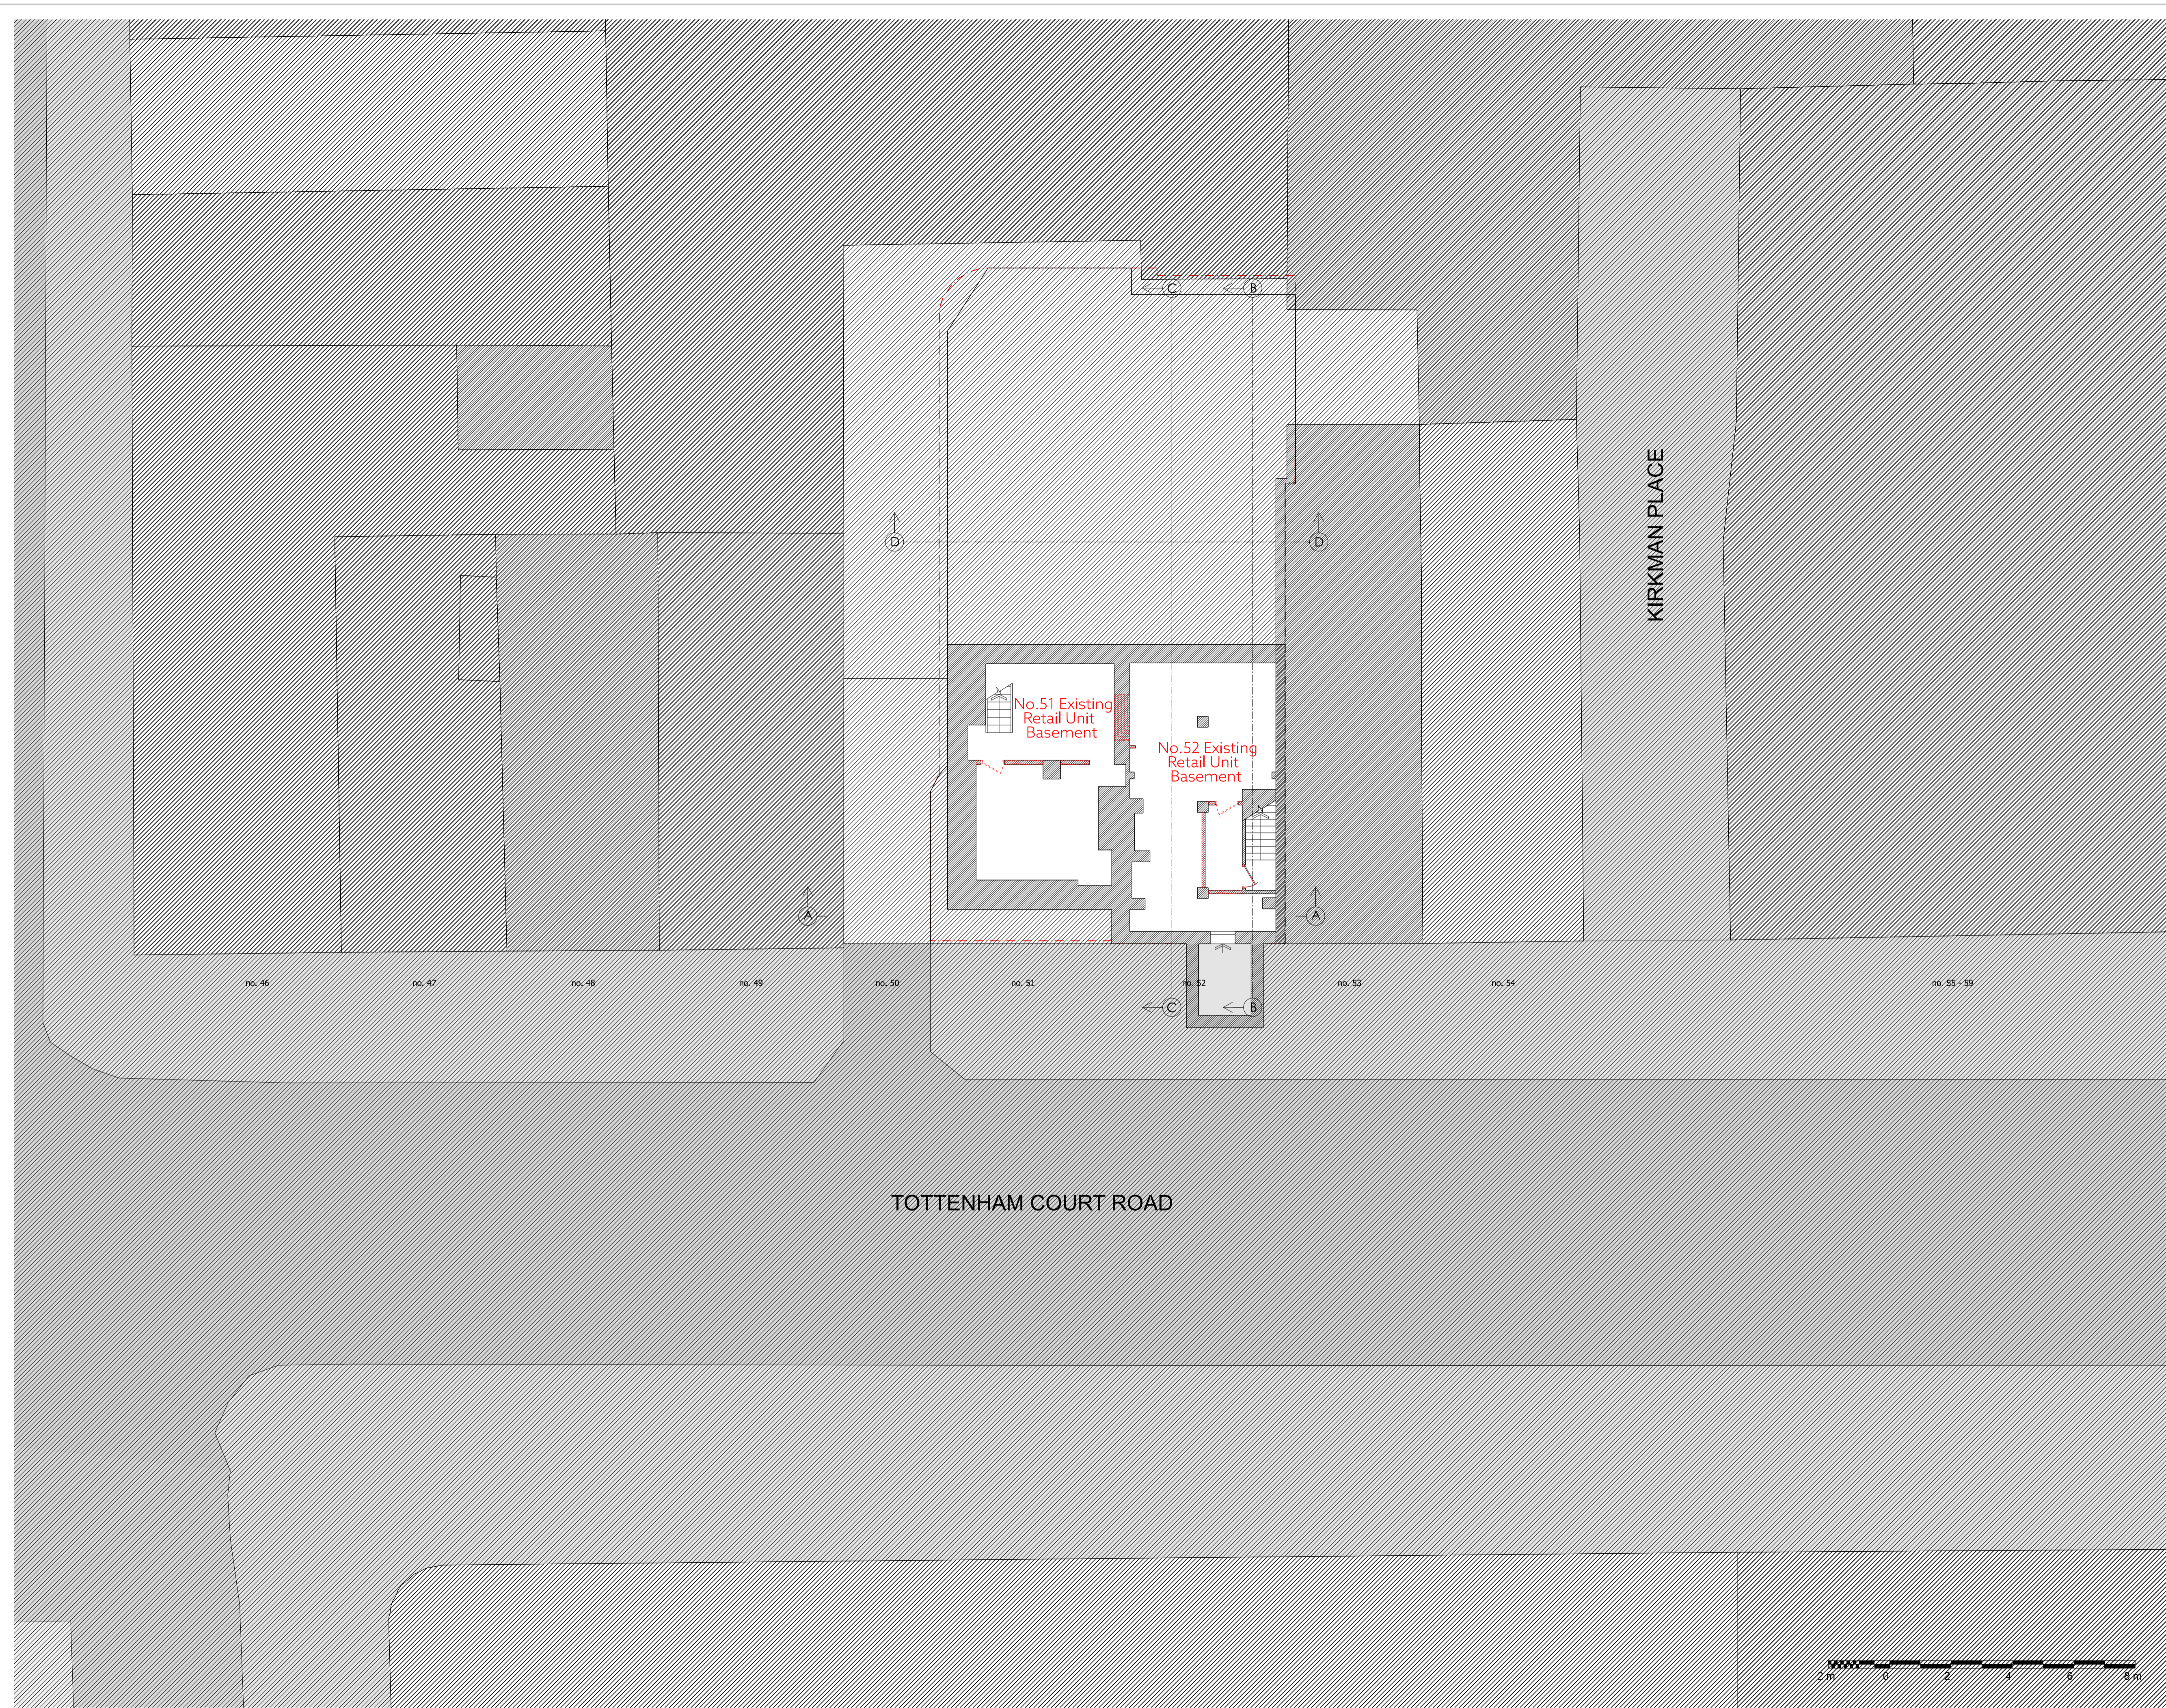 C
B
KIRKMAN PLACE
D
D
No.51 Existing
Retail Unit
Basement
No.52 Existing
Retail Unit
Basement
A
A
no. 46
no. 47
no. 48
no. 49
no. 50
no. 51
no. 52
no. 53
no. 54
no. 55 - 59
C
B
TOTTENHAM COURT ROAD
2 m 0 2 4 6 8 m